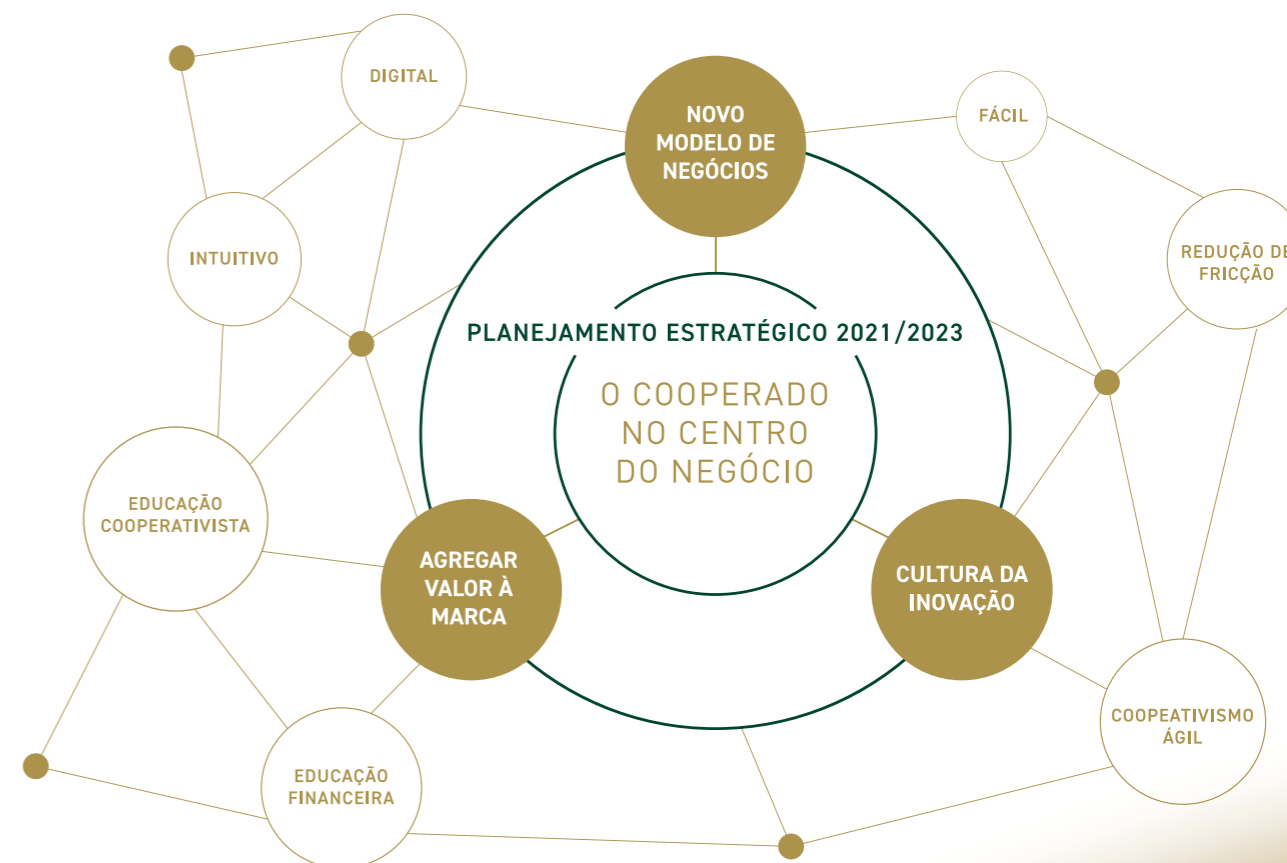 DIGITAL
NOVO
MODELO DE
NEGÓCIOS
FÁCIL
INTUITIVO
REDUÇÃO DE
FRICÇÃO
PLANEJAMENTO ESTRATÉGICO 2021/2023
O COOPERADO
NO CENTRO
DO NEGÓCIO
EDUCAÇÃO
COOPERATIVISTA
AGREGAR
VALOR À
MARCA
CULTURA DA
INOVAÇÃO
COOPEATIVISMO
ÁGIL
EDUCAÇÃO
FINANCEIRA